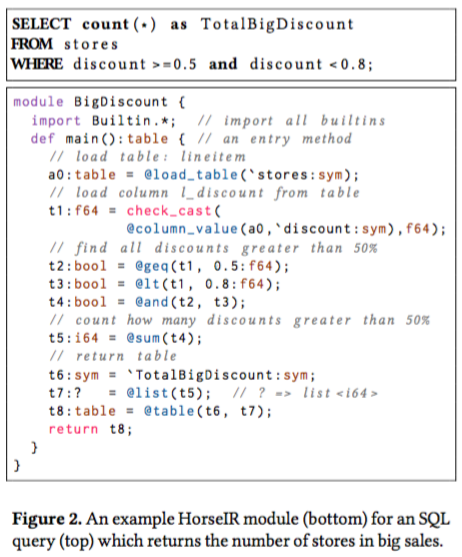 SELECT count(*) as TotalBigDiscount
FROM stores
WHERE discount >=0.5 and discount <0.8;
module BigDiscount {
import Builtin.*; // import all builtins
def main():table { // an entry method
// load table: lineitem
a0:table = @load_table(`stores:sym);
// load column l_discount from table
t1:f64 = check_cast(
@column_value(a0,`discount:sym),f64);
// find all discounts greater than 50%
t2:bool = @geq(t1, 0.5:f64);
t3:bool = @lt(t1, 0.8:f64);
t4:bool = @and(t2, t3);
// count how many discounts greater than 50%
t5:i64 = @sum(t4);
// return table
t6:sym = `TotalBigDiscount:sym;
t7:? = @list(t5); // ? => list <i64>
t8:table = @table(t6, t7);
return t8;
}
}
Figure 2. An example HorseIR module (bottom) for an SQL
query (top) which returns the number of stores in big sales.